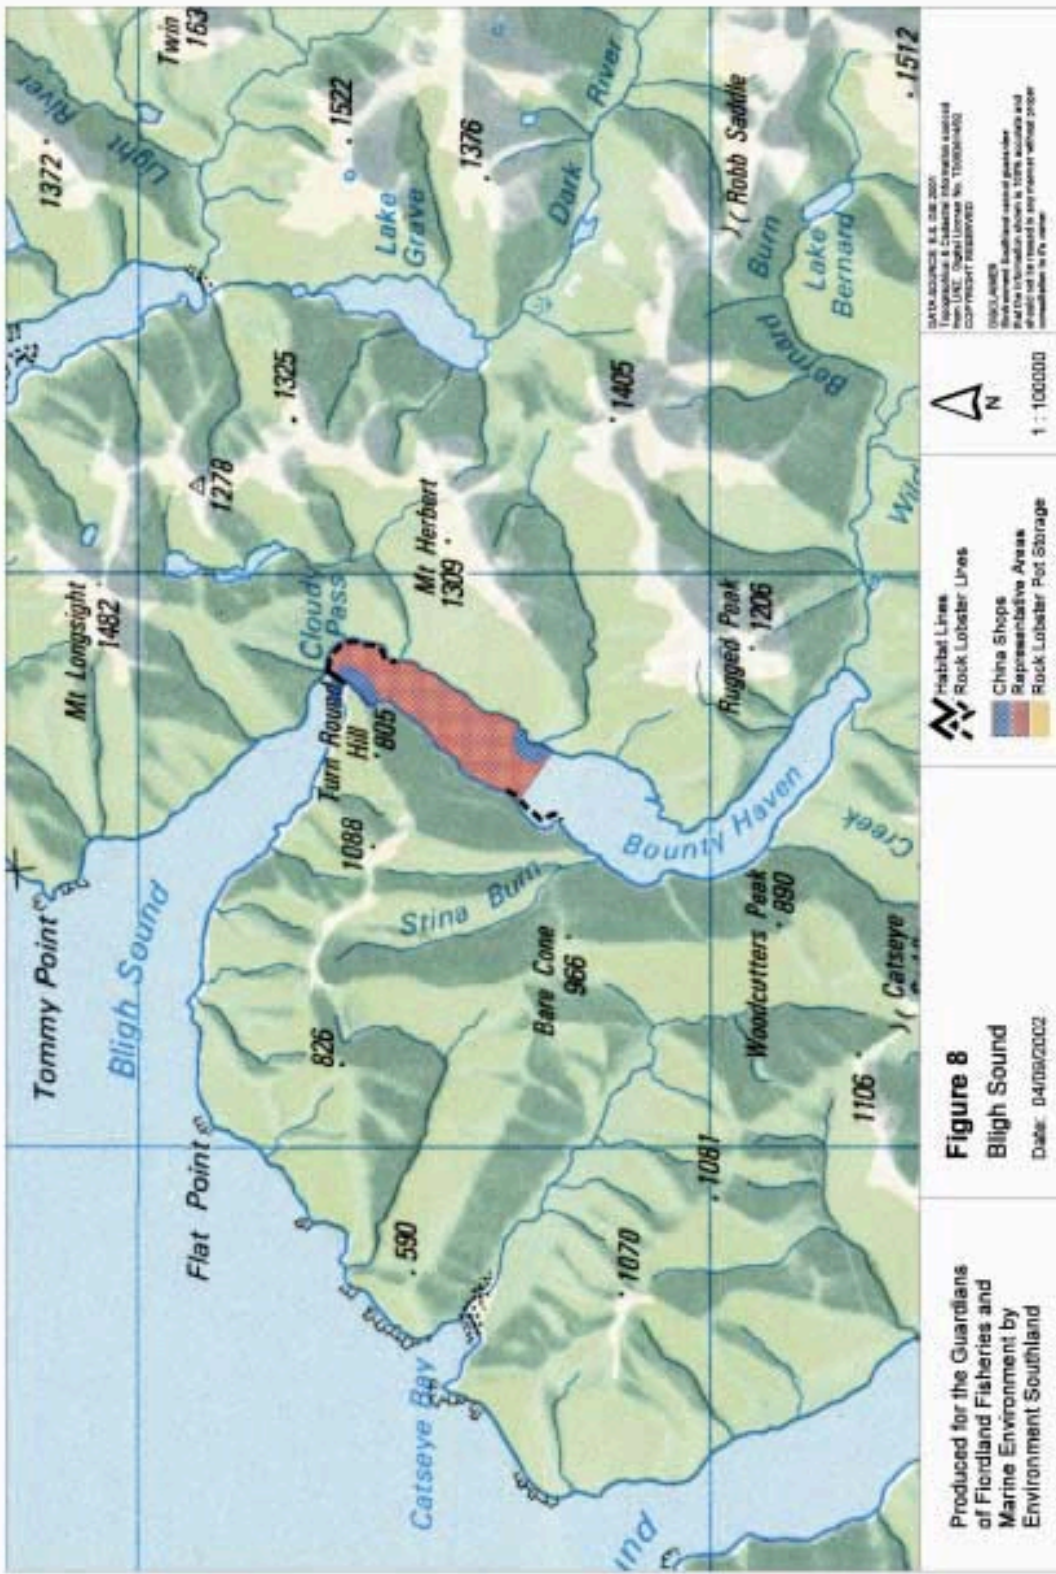 Tommy Point
Bligh Sound
Flat Point
Catseye Bay
590
826
1070
1081
1106
Catseye
Bare Cone
966
Stina Burn
1088
Turn Round
Hill
805
Woodcutters Peak
890
Creek
Bounty Haven
Cloudy
Pass
Mt Longsight
1482
1278
1325
Mt Herbert
1309
Rugged Peak
1206
1405
Light River
1372
Twin
163
1522
Lake
Grave
1376
Dark River
Robb Saddle
Bernard Burn
Lake
Bernard
1512
Wild
und
Produced for the Guardians
of Fiordland Fisheries and
Marine Environment by
Environment Southland
Figure 8
Bligh Sound
Date: 04/09/2002
Habitat Lines
Rock Lobster Lines
China Shops
Representative Areas
Rock Lobster Pot Storage
N
1 : 100000
COPYRIGHT RESERVED
DISCLAIMER